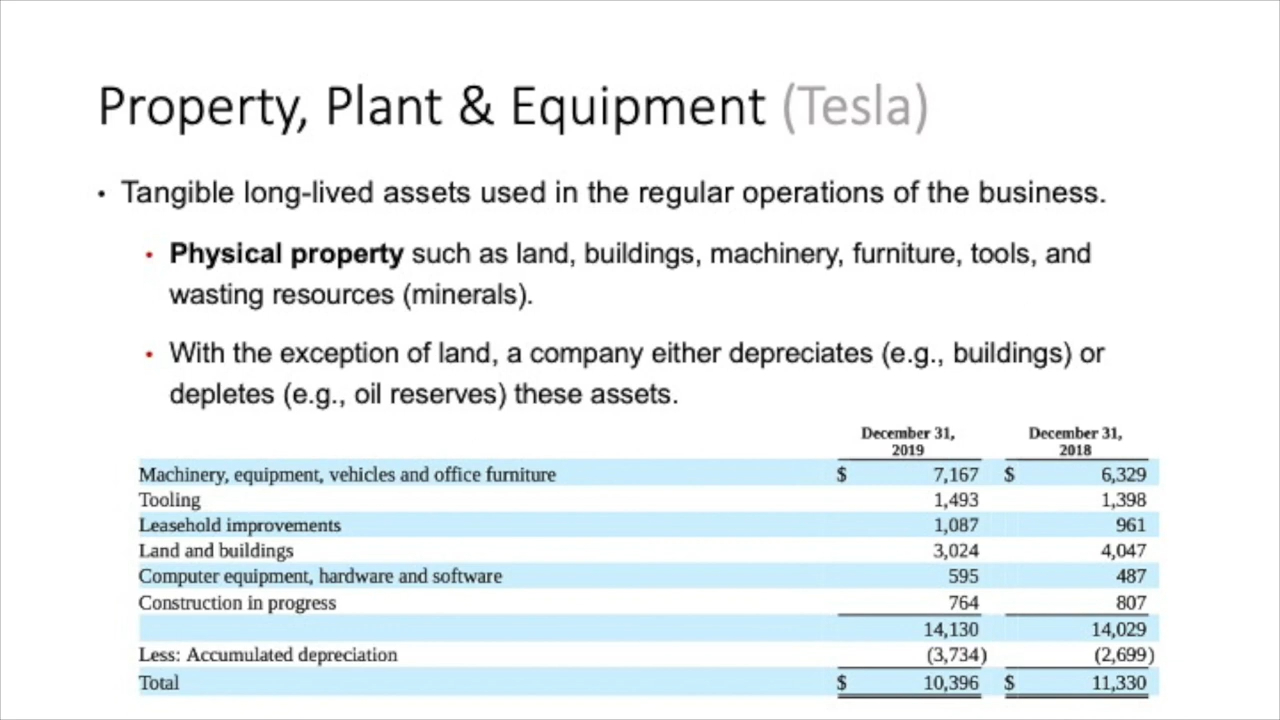 Property, Plant & Equipment (Tesla)
• Tangible long-lived assets used in the regular operations of the business.
• Physical property such as land, buildings, machinery, furniture, tools, and
wasting resources (minerals).
• With the exception of land, a company either depreciates (e.g., buildings) or
depletes (e.g., oil reserves) these assets.
December 31, December 31,
2019 2018
Machinery, equipment, vehicles and office furniture $ 7,167 $ 6,329
Tooling 1,493 1,398
Leasehold improvements 1,087 961
Land and buildings 3,024 4,047
Computer equipment, hardware and software 595 487
Construction in progress 764 807
14,130 14,029
Less: Accumulated depreciation (3,734) (2,699)
Total $ 10,396 $ 11,330